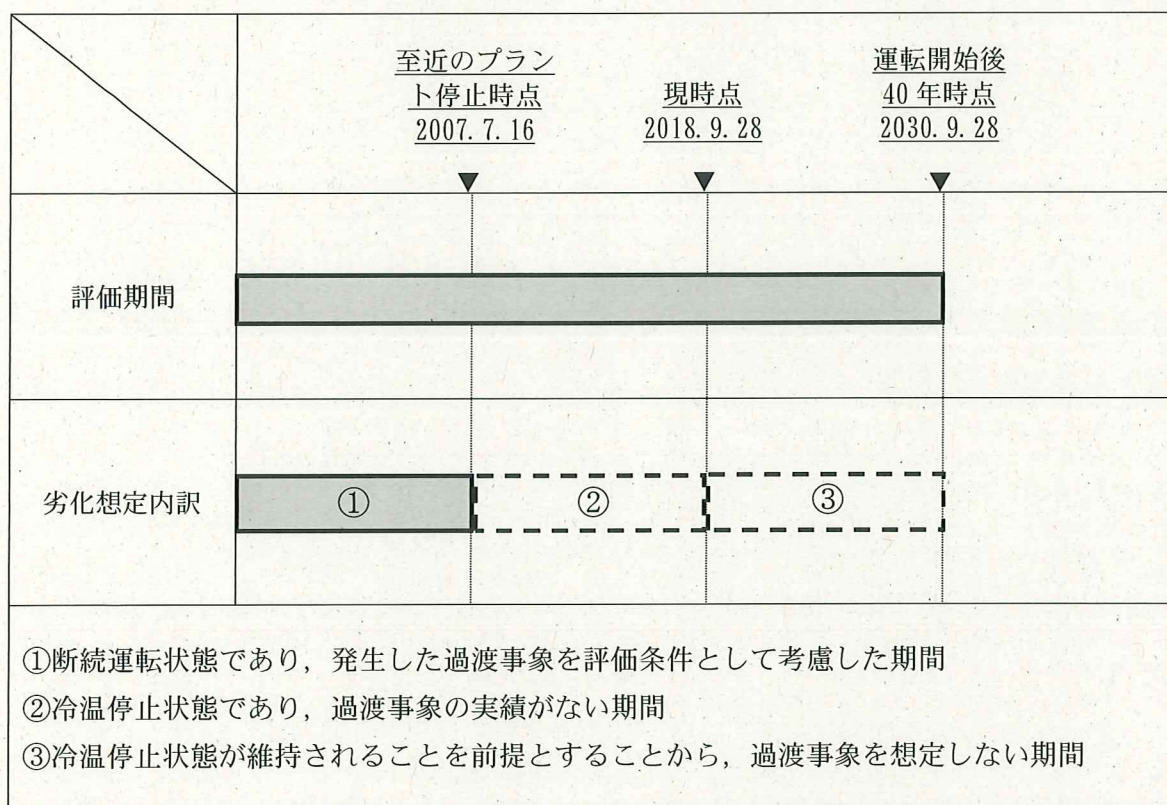 至近のプラン
ト停止時点
2007.7.16
現時点
2018.9.28
運転開始後
40年時点
2030.9.28
評価期間
劣化想定内訳
①
②
③
①断続運転状態であり，発生した過渡事象を評価条件として考慮した期間
②冷温停止状態であり，過渡事象の実績がない期間
③冷温停止状態が維持されることを前提とすることから，過渡事象を想定しない期間